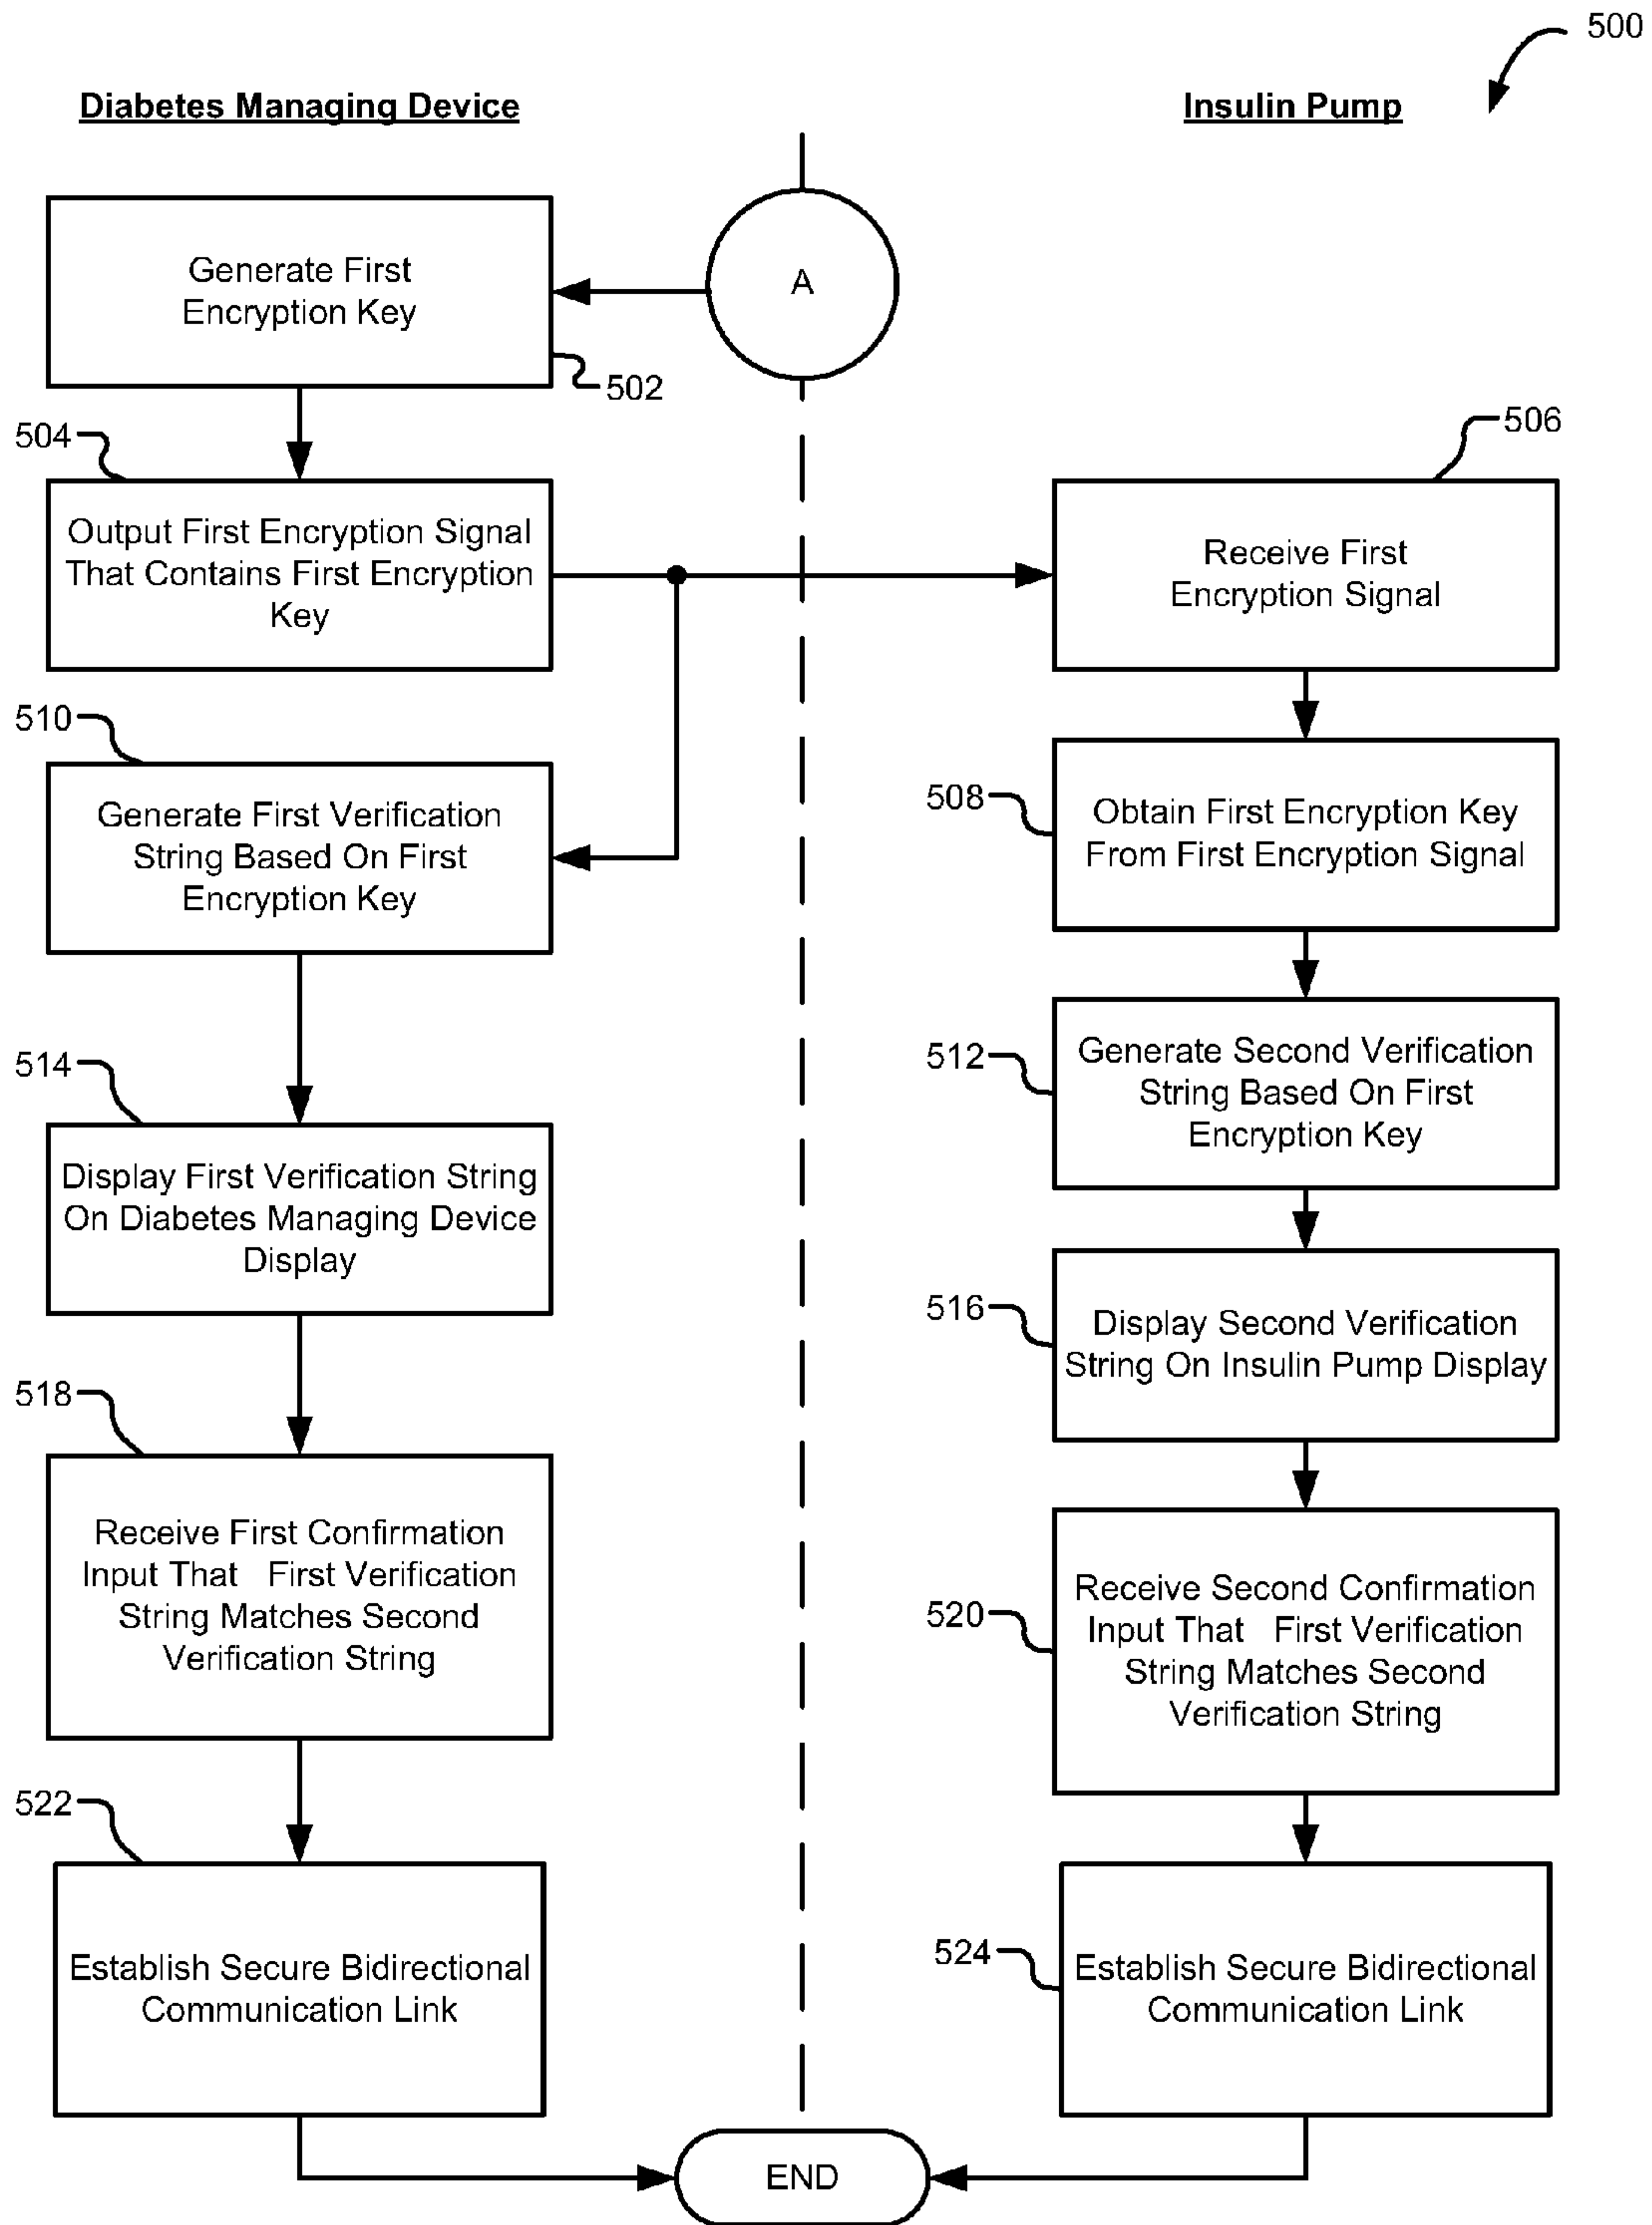 500
Diabetes Managing Device
Insulin Pump
Generate First
Encryption Key
A
502
504
506
Output First Encryption Signal
That Contains First Encryption
Key
Receive First
Encryption Signal
510
508
Generate First Verification
String Based On First
Encryption Key
Obtain First Encryption Key
From First Encryption Signal
514
512
Generate Second Verification
String Based On First
Encryption Key
Display First Verification String
On Diabetes Managing Device
Display
516
Display Second Verification
String On Insulin Pump Display
518
Receive First Confirmation
Input That First Verification
String Matches Second
Verification String
520
Receive Second Confirmation
Input That First Verification
String Matches Second
Verification String
522
Establish Secure Bidirectional
Communication Link
524
Establish Secure Bidirectional
Communication Link
END